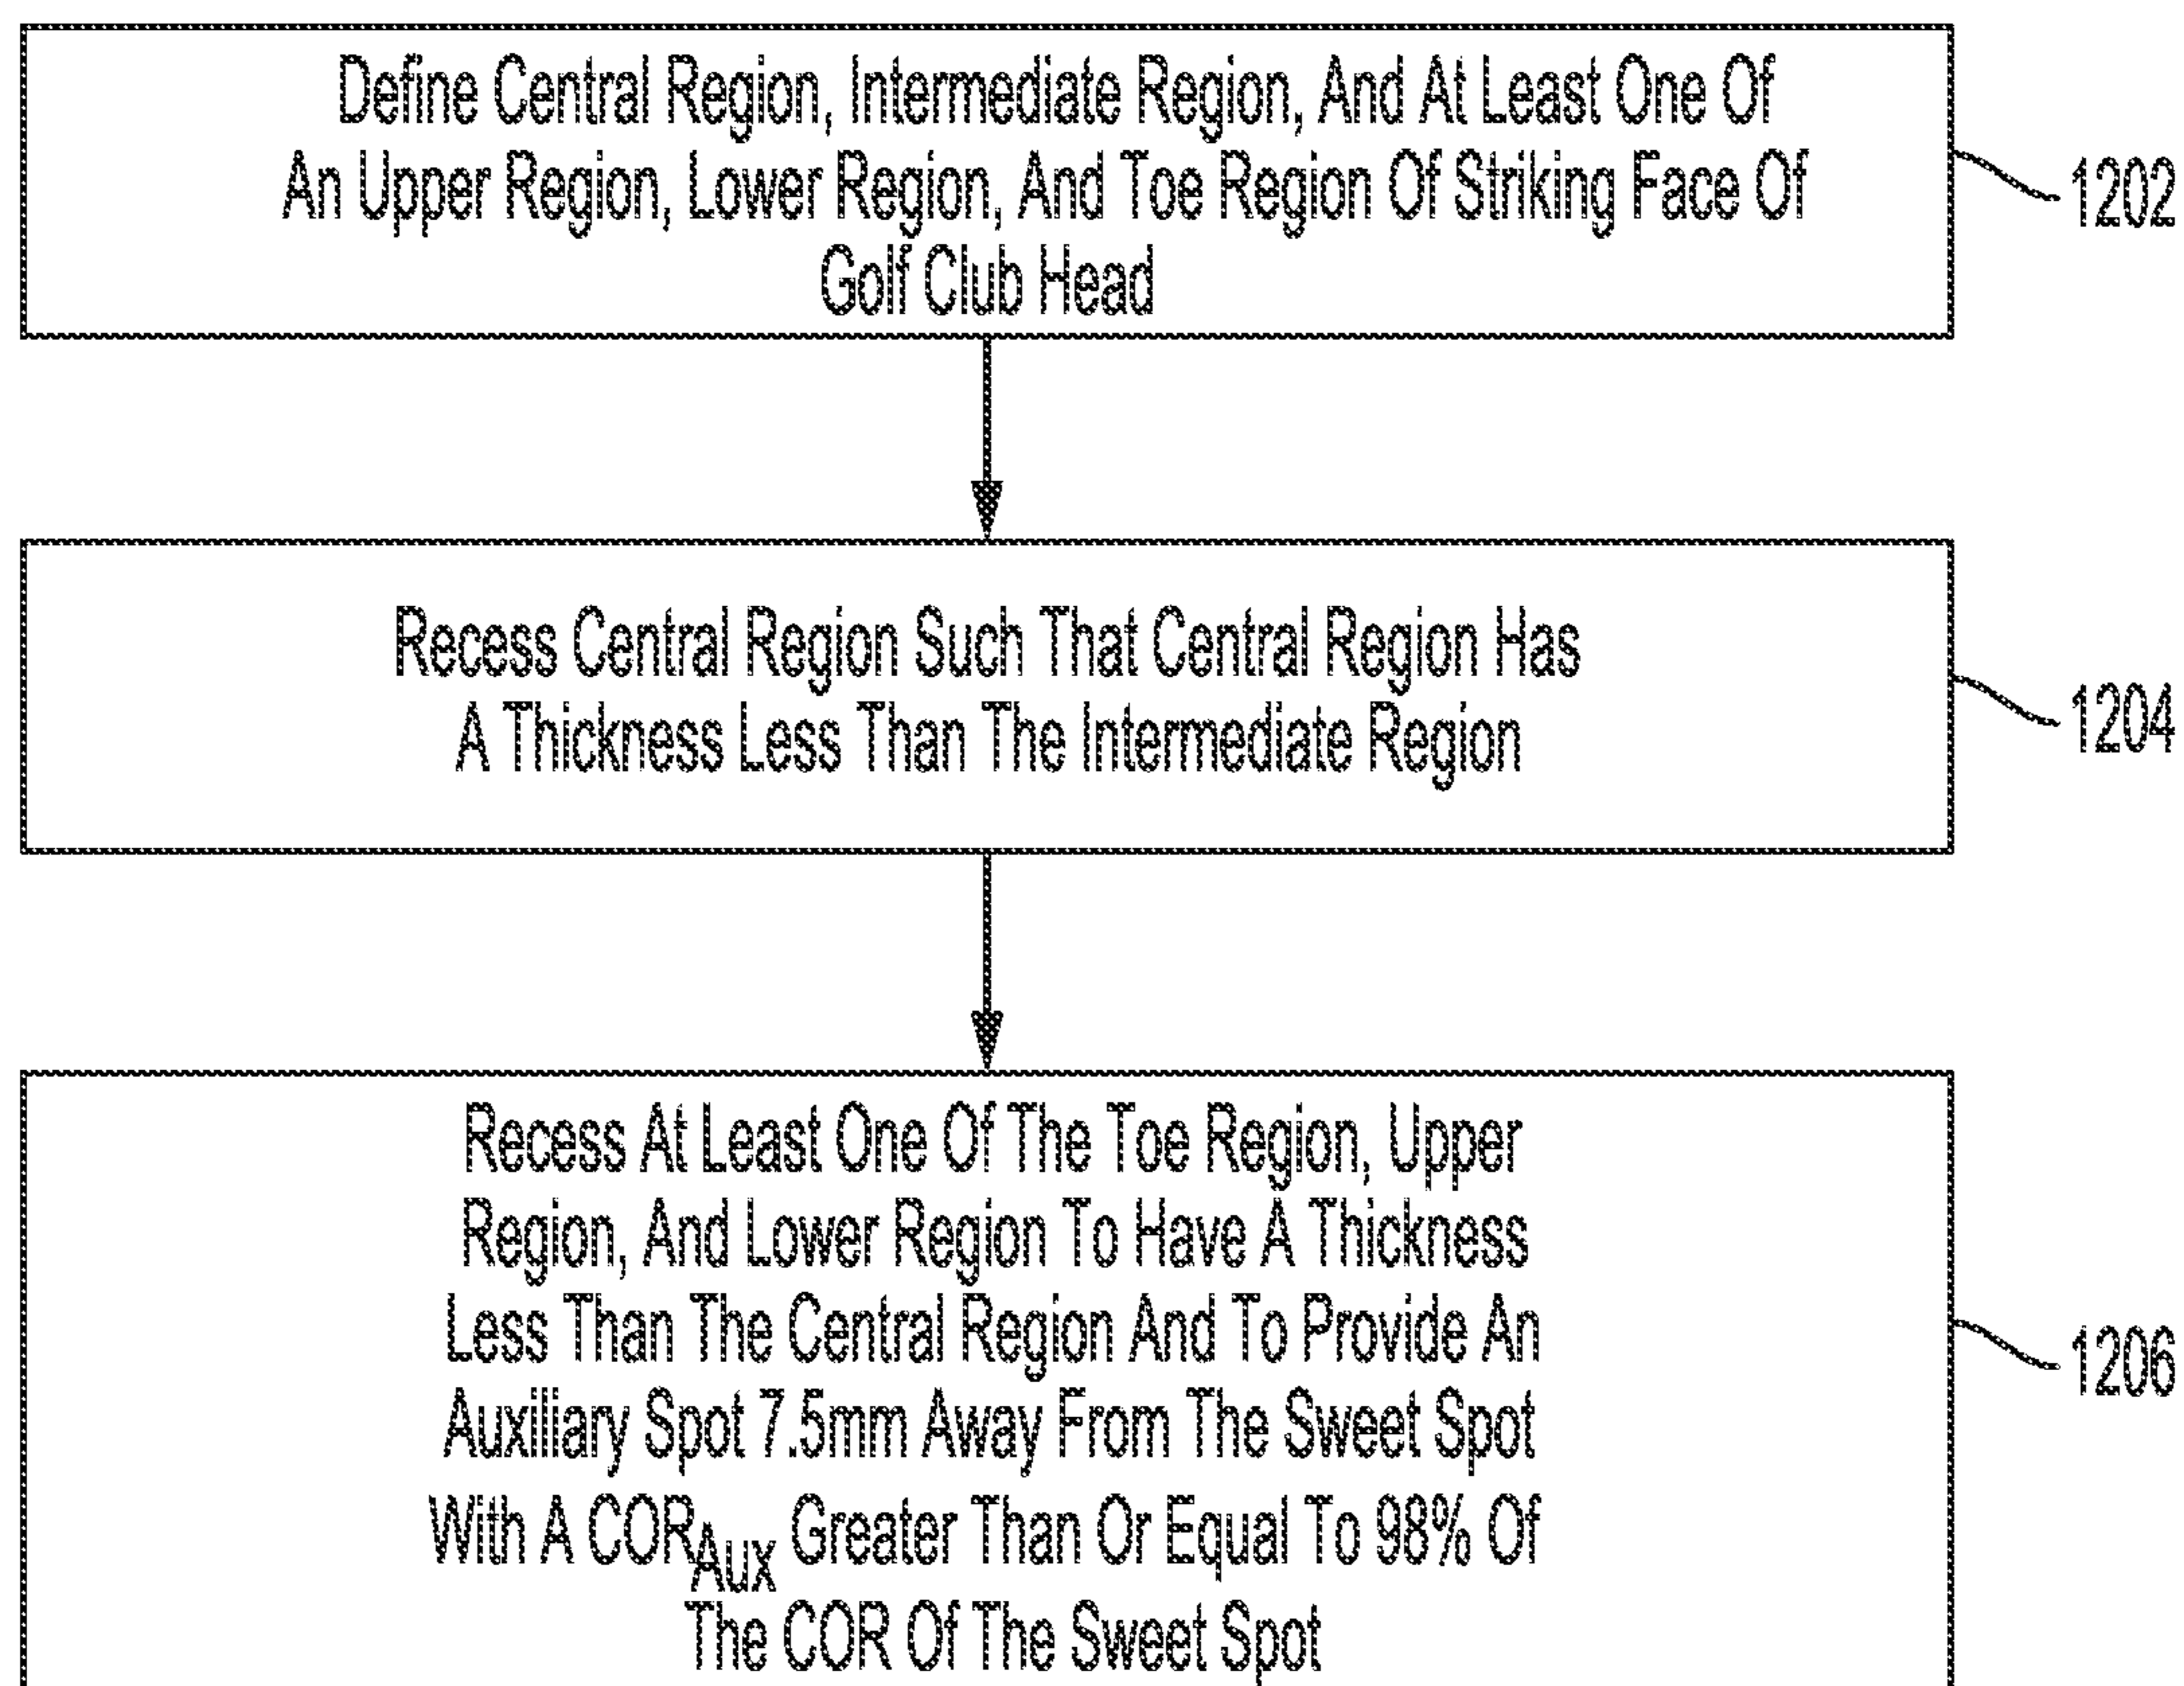 Define Central Region, Intermediate Region, And At Least One Of
An Upper Region, Lower Region, And Toe Region Of Striking Face Of
Golf Club Head
1202
Recess Central Region Such That Central Region Has
A Thickness Less Than The Intermediate Region
1204
Recess At Least One Of The Toe Region, Upper
Region, And Lower Region To Have A Thickness
Less Than The Central Region And To Provide An
Auxiliary Spot 7.5mm Away From The Sweet Spot
With A COR Aux Greater Than Or Equal To 98% Of
The COR Of The Sweet Spot
1206